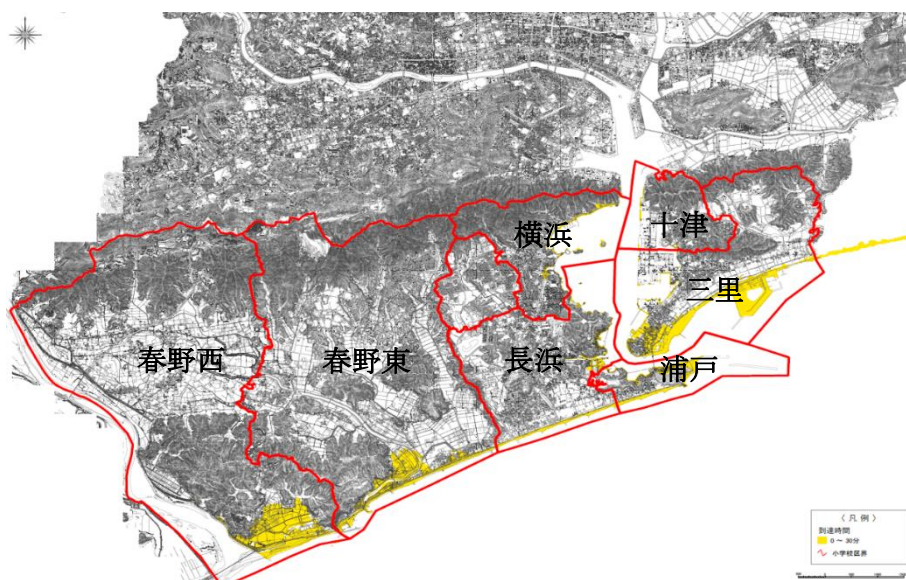 横浜
十津
三里
春野西
春野東
長浜
浦戸
〈 凡 例 〉
到達時間
0 ～ 30分
小学校区界